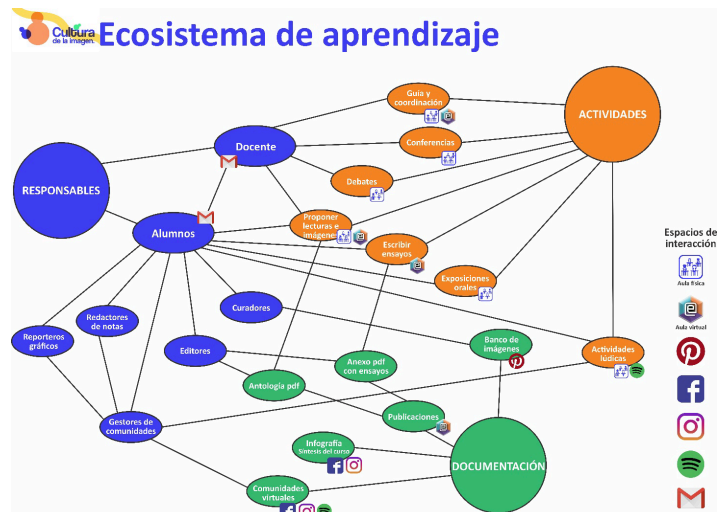 Cultura
de la imagen.
Ecosistema de aprendizaje
Guía y
coordinación
ACTIVIDADES
Docente
Conferencias
Debates
RESPONSABLES
Alumnos
Proponer
lecturas e
imágenes
Escribir
ensayos
Exposiciones
orales
Espacios de
interacción
Aula física
Aula virtual
Curadores
Redactores
de notas
Reporteros
gráficos
Editores
Banco de
imágenes
Actividades
lúdicas
Anexo pdf
con ensayos
Antología pdf
Publicaciones
Gestores de
comunidades
Infografía
Síntesis del curso
DOCUMENTACIÓN
Comunidades
virtuales